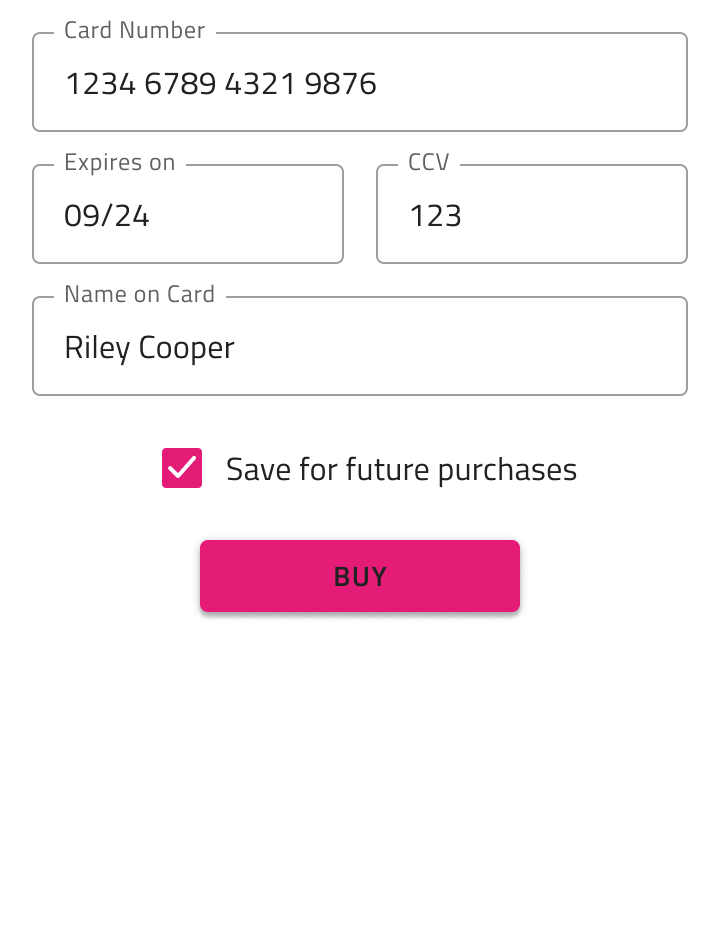 Card Number
1234 6789 4321 9876
Expires on
CCV
09/24
123
Name on Card
Riley Cooper
Save for future purchases
BUY